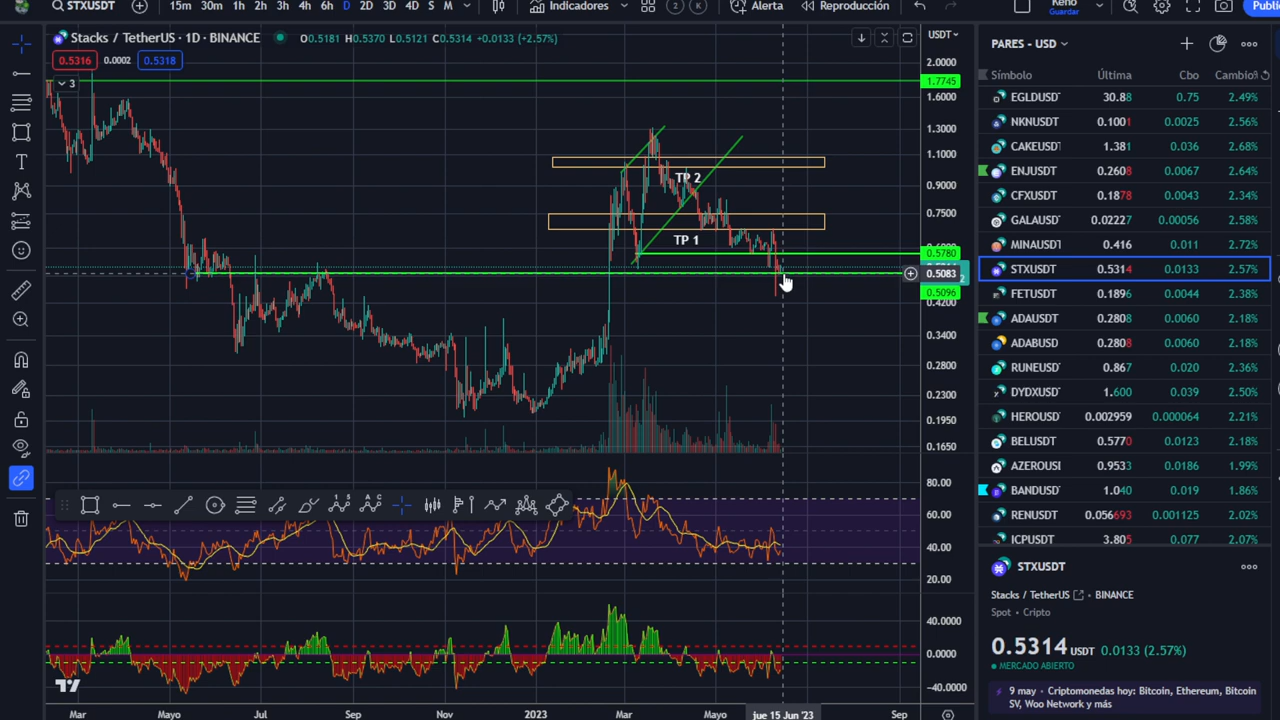 STXUSDT
15m 30m 1h 2h 3h 4h 6h D 2D 3D 4D S M
Indicadores
Alerta
Reproducción
Keno
Guardar
Publi
Stacks / TetherUS · 1D · BINANCE
O0.5181 H0.5370 L0.5121 C0.5314 +0.0133 (+2.57%)
0.5316 0.0002 0.5318
3
USDT
2.0000
1.7745
1.6000
1.3000
1.1000
0.9000
0.7500
0.5780
0.5083
0.5096
0.4200
0.3400
0.2800
0.2300
0.1950
0.1650
TP 2
TP 1
80.00
60.00
40.00
20.00
40.0000
0.0000
-40.0000
Mar Mayo Jul Sep Nov 2023 Mar Mayo jue 15 Jun '23 Sep
PARES - USD
Símbolo Última Cbo Cambio%
EGLDUSDT 30.88 0.75 2.49%
NKNUSDT 0.1001 0.0025 2.56%
CAKEUSDT 1.381 0.036 2.68%
ENJUSDT 0.2608 0.0067 2.64%
CFXUSDT 0.1878 0.0043 2.34%
GALAUSDT 0.02227 0.00056 2.58%
MINAUSDT 0.416 0.011 2.72%
STXUSDT 0.5314 0.0133 2.57%
FETUSDT 0.1896 0.0044 2.38%
ADAUSDT 0.2808 0.0060 2.18%
ADABUSD 0.2808 0.0060 2.18%
RUNEUSDT 0.867 0.020 2.36%
DYDXUSDT 1.600 0.039 2.50%
HEROUSDT 0.002959 0.000064 2.21%
BELUSDT 0.5770 0.0123 2.18%
AZEROUSI 0.9533 0.0186 1.99%
BANDUSDT 1.040 0.019 1.86%
RENUSDT 0.056693 0.001125 2.02%
ICPUSDT 3.805 0.077 2.07%
STXUSDT
Stacks / TetherUS · BINANCE
Spot · Cripto
0.5314 USDT 0.0133 (2.57%)
MERCADO ABIERTO
9 may · Criptomonedas hoy: Bitcoin, Ethereum, Bitcoin
SV, Woo Network y más